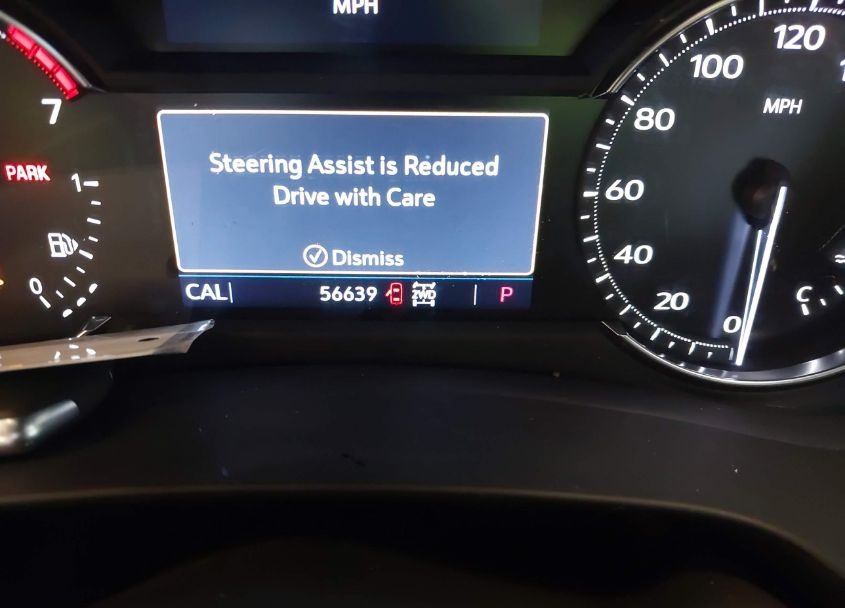 MPH
120
100
7
MPH
80
Steering Assist is Reduced
PARK
1
60
Drive with Care
Dismiss
40
0
CAL
56639
2WD
P
20
C
0